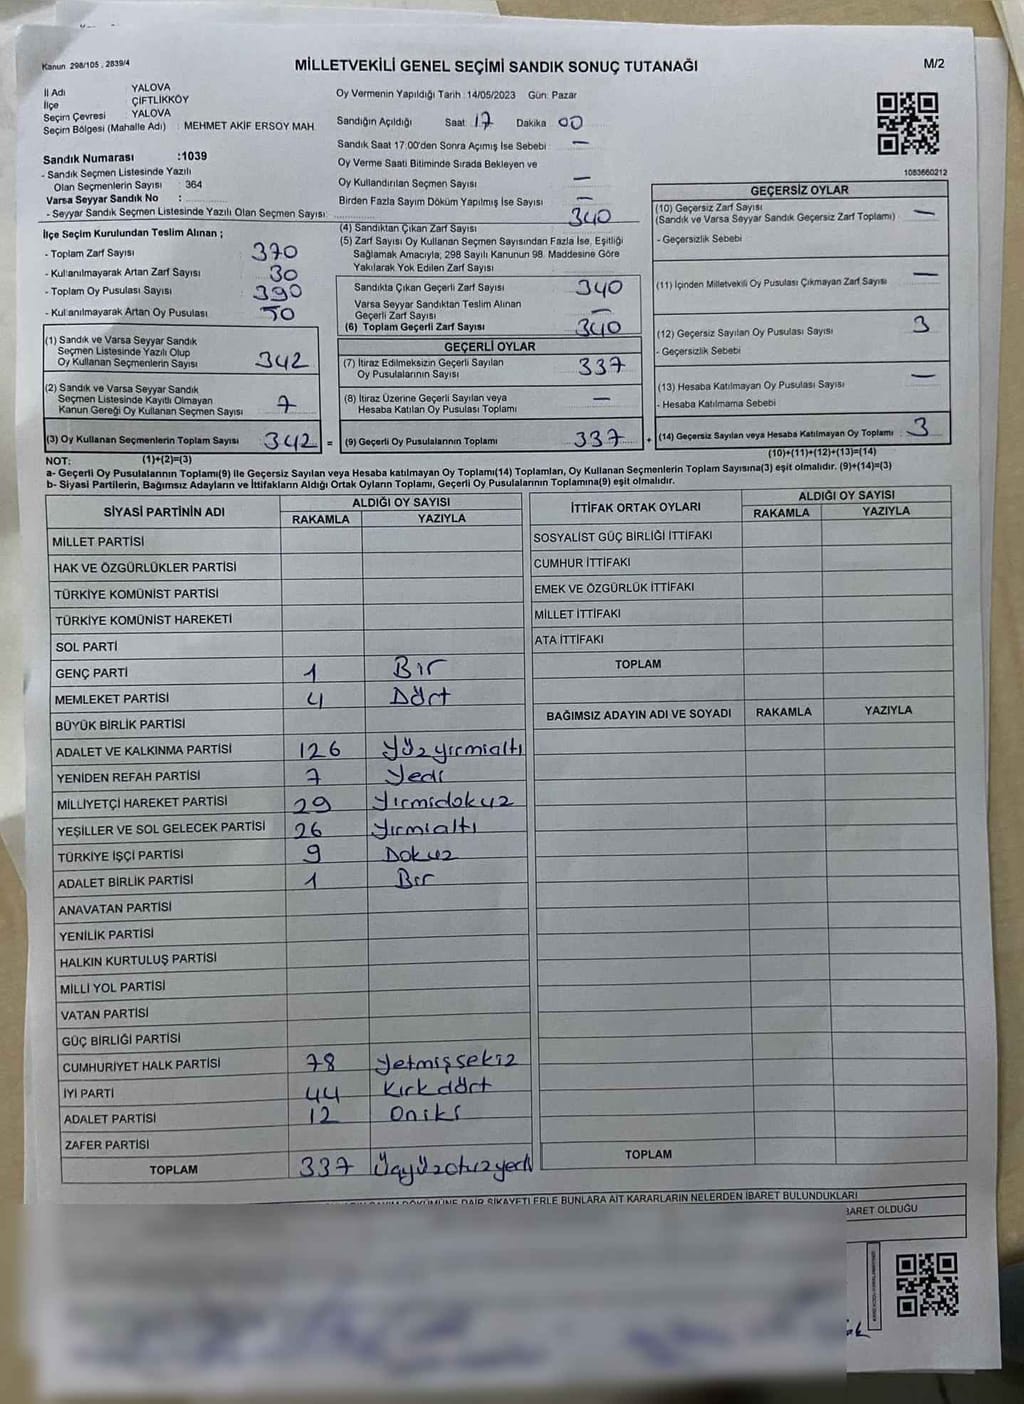 Kanun. 298/105 , 2839/4
MİLLETVEKİLİ GENEL SEÇİMİ SANDIK SONUÇ TUTANAĞI
M/2
İl Adı : YALOVA
İlçe : ÇİFTLİKKÖY
Seçim Çevresi : YALOVA
Seçim Bölgesi (Mahalle Adı) : MEHMET AKİF ERSOY MAH
Sandık Numarası :1039
- Sandık Seçmen Listesinde Yazılı
Olan Seçmenlerin Sayısı : 364
Varsa Seyyar Sandık No :
- Seyyar Sandık Seçmen Listesinde Yazılı Olan Seçmen Sayısı:
Oy Vermenin Yapıldığı Tarih : 14/05/2023 Gün: Pazar
Sandığın Açıldığı Saat 17 Dakika 00
Sandık Saat 17:00'den Sonra Açımış İse Sebebi : —
Oy Verme Saati Bitiminde Sırada Bekleyen ve
Oy Kullandırılan Seçmen Sayısı —
Birden Fazla Sayım Döküm Yapılmış İse Sayısı —
1083660212
İlçe Seçim Kurulundan Teslim Alınan ;
- Toplam Zarf Sayısı 370
- Kullanılmayarak Artan Zarf Sayısı 30
- Toplam Oy Pusulası Sayısı 390
- Kullanılmayarak Artan Oy Pusulası 50
(1) Sandık ve Varsa Seyyar Sandık
Seçmen Listesinde Yazılı Olup
Oy Kullanan Seçmenlerin Sayısı 342
(2) Sandık ve Varsa Seyyar Sandık
Seçmen Listesinde Kayıtlı Olmayan
Kanun Gereği Oy Kullanan Seçmen Sayısı 7
(3) Oy Kullanan Seçmenlerin Toplam Sayısı 342 =
(4) Sandıktan Çıkan Zarf Sayısı 340
(5) Zarf Sayısı Oy Kullanan Seçmen Sayısından Fazla İse, Eşitliği
Sağlamak Amacıyla, 298 Sayılı Kanunun 98. Maddesine Göre
Yakılarak Yok Edilen Zarf Sayısı
Sandıkta Çıkan Geçerli Zarf Sayısı 340
Varsa Seyyar Sandıktan Teslim Alınan
Geçerli Zarf Sayısı —
(6) Toplam Geçerli Zarf Sayısı 340
GEÇERLİ OYLAR
(7) İtiraz Edilmeksizin Geçerli Sayılan
Oy Pusulalarının Sayısı 337
(8) İtiraz Üzerine Geçerli Sayılan veya
Hesaba Katılan Oy Pusulası Toplamı —
(9) Geçerli Oy Pusulalarının Toplamı 337 +
GEÇERSİZ OYLAR
(10) Geçersiz Zarf Sayısı —
(Sandık ve Varsa Seyyar Sandık Geçersiz Zarf Toplamı)
- Geçersizlik Sebebi
(11) İçinden Milletvekili Oy Pusulası Çıkmayan Zarf Sayısı —
(12) Geçersiz Sayılan Oy Pusulası Sayısı 3
- Geçersizlik Sebebi
(13) Hesaba Katılmayan Oy Pusulası Sayısı —
- Hesaba Katılmama Sebebi
(14) Geçersiz Sayılan veya Hesaba Katılmayan Oy Toplamı 3
NOT: (1)+(2)=(3)
(10)+(11)+(12)+(13)=(14)
a- Geçerli Oy Pusulalarının Toplamı(9) ile Geçersiz Sayılan veya Hesaba katılmayan Oy Toplamı(14) Toplamları, Oy Kullanan Seçmenlerin Toplam Sayısına(3) eşit olmalıdır. (9)+(14)=(3)
b- Siyasi Partilerin, Bağımsız Adayların ve İttifakların Aldığı Ortak Oyların Toplamı, Geçerli Oy Pusulalarının Toplamına(9) eşit olmalıdır.
SİYASİ PARTİNİN ADI ALDIĞI OY SAYISI
RAKAMLA YAZIYLA
MİLLET PARTİSİ
HAK VE ÖZGÜRLÜKLER PARTİSİ
TÜRKİYE KOMÜNİST PARTİSİ
TÜRKİYE KOMÜNİST HAREKETİ
SOL PARTİ
GENÇ PARTİ 1 Bir
MEMLEKET PARTİSİ 4 Dört
BÜYÜK BİRLİK PARTİSİ
ADALET VE KALKINMA PARTİSİ 126 Yüzyirmialtı
YENİDEN REFAH PARTİSİ 7 Yedi
MİLLİYETÇİ HAREKET PARTİSİ 29 Yirmidokuz
YEŞİLLER VE SOL GELECEK PARTİSİ 26 Yirmialtı
TÜRKİYE İŞÇİ PARTİSİ 9 Dokuz
ADALET BİRLİK PARTİSİ 1 Bir
ANAVATAN PARTİSİ
YENİLİK PARTİSİ
HALKIN KURTULUŞ PARTİSİ
MİLLİ YOL PARTİSİ
VATAN PARTİSİ
GÜÇ BİRLİĞİ PARTİSİ
CUMHURİYET HALK PARTİSİ 78 Yetmişsekiz
İYİ PARTİ 44 Kırkdört
ADALET PARTİSİ 12 Oniki
ZAFER PARTİSİ
TOPLAM 337 Üçyüzotuzyedi
İTTİFAK ORTAK OYLARI ALDIĞI OY SAYISI
RAKAMLA YAZIYLA
SOSYALİST GÜÇ BİRLİĞİ İTTİFAKI
CUMHUR İTTİFAKI
EMEK VE ÖZGÜRLÜK İTTİFAKI
MİLLET İTTİFAKI
ATA İTTİFAKI
TOPLAM
BAĞIMSIZ ADAYIN ADI VE SOYADI RAKAMLA YAZIYLA
TOPLAM
DÖKÜMÜNE DAİR ŞİKAYETLERLE BUNLARA AİT KARARLARIN NELERDEN İBARET BULUNDUKLARI
BARET OLDUĞU